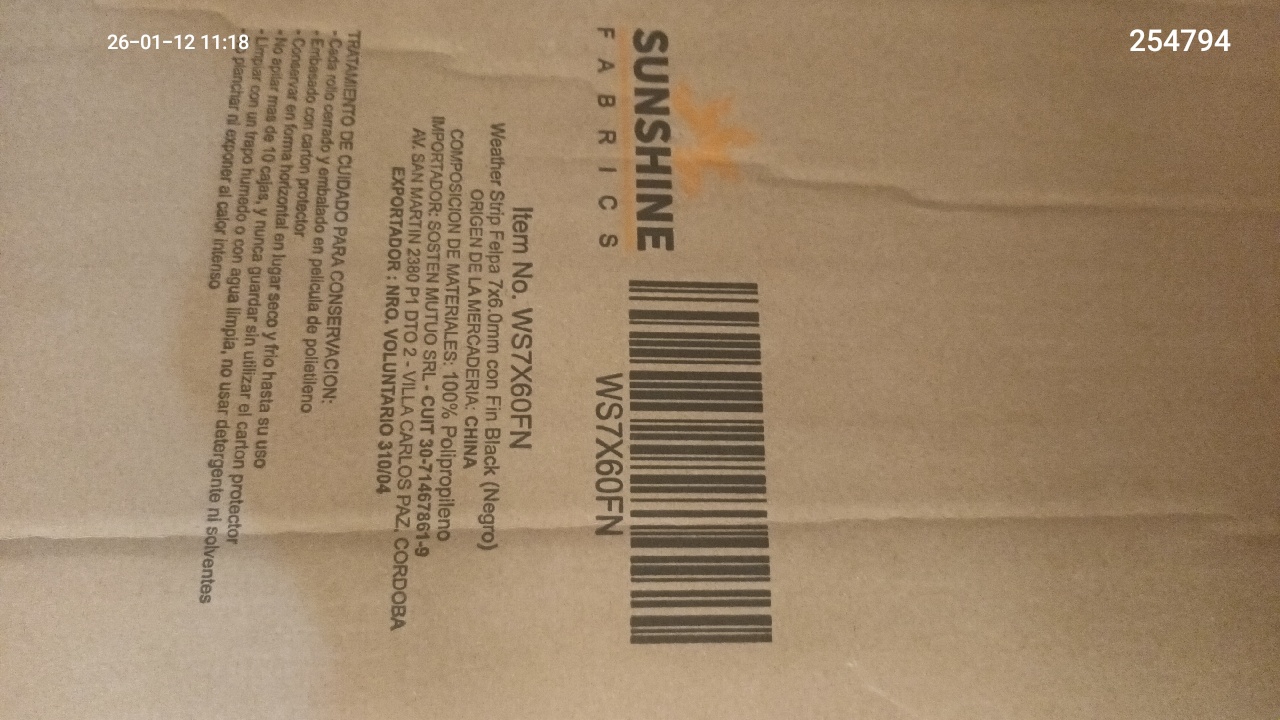 26-01-12 11:18
254794
SUNSHINE
FABRICS
WS7X60FN
Item No. WS7X60FN
Weather Strip Felpa 7x6.0mm con Fin Black (Negro)
ORIGEN DE LA MERCADERIA: CHINA
COMPOSICION DE MATERIALES: 100% Polipropileno
IMPORTADOR: SOSTEN MUTUO SRL - CUIT 30-71467861-9
AV. SAN MARTIN 2380 P1 DTO 2 - VILLA CARLOS PAZ, CORDOBA
EXPORTADOR : NRO. VOLUNTARIO 310/04
TRATAMIENTO DE CUIDADO PARA CONSERVACION:
- Cada rollo cerrado y embalado en pelicula de polietileno
- Embasado con carton protector
- Conservar en forma horizontal en lugar seco y frio hasta su uso
- No apilar mas de 10 cajas, y nunca guardar sin utilizar el carton protector
- Limpiar con un trapo humedo o con agua limpia, no usar detergente ni solventes
planchar ni exponer al calor intenso